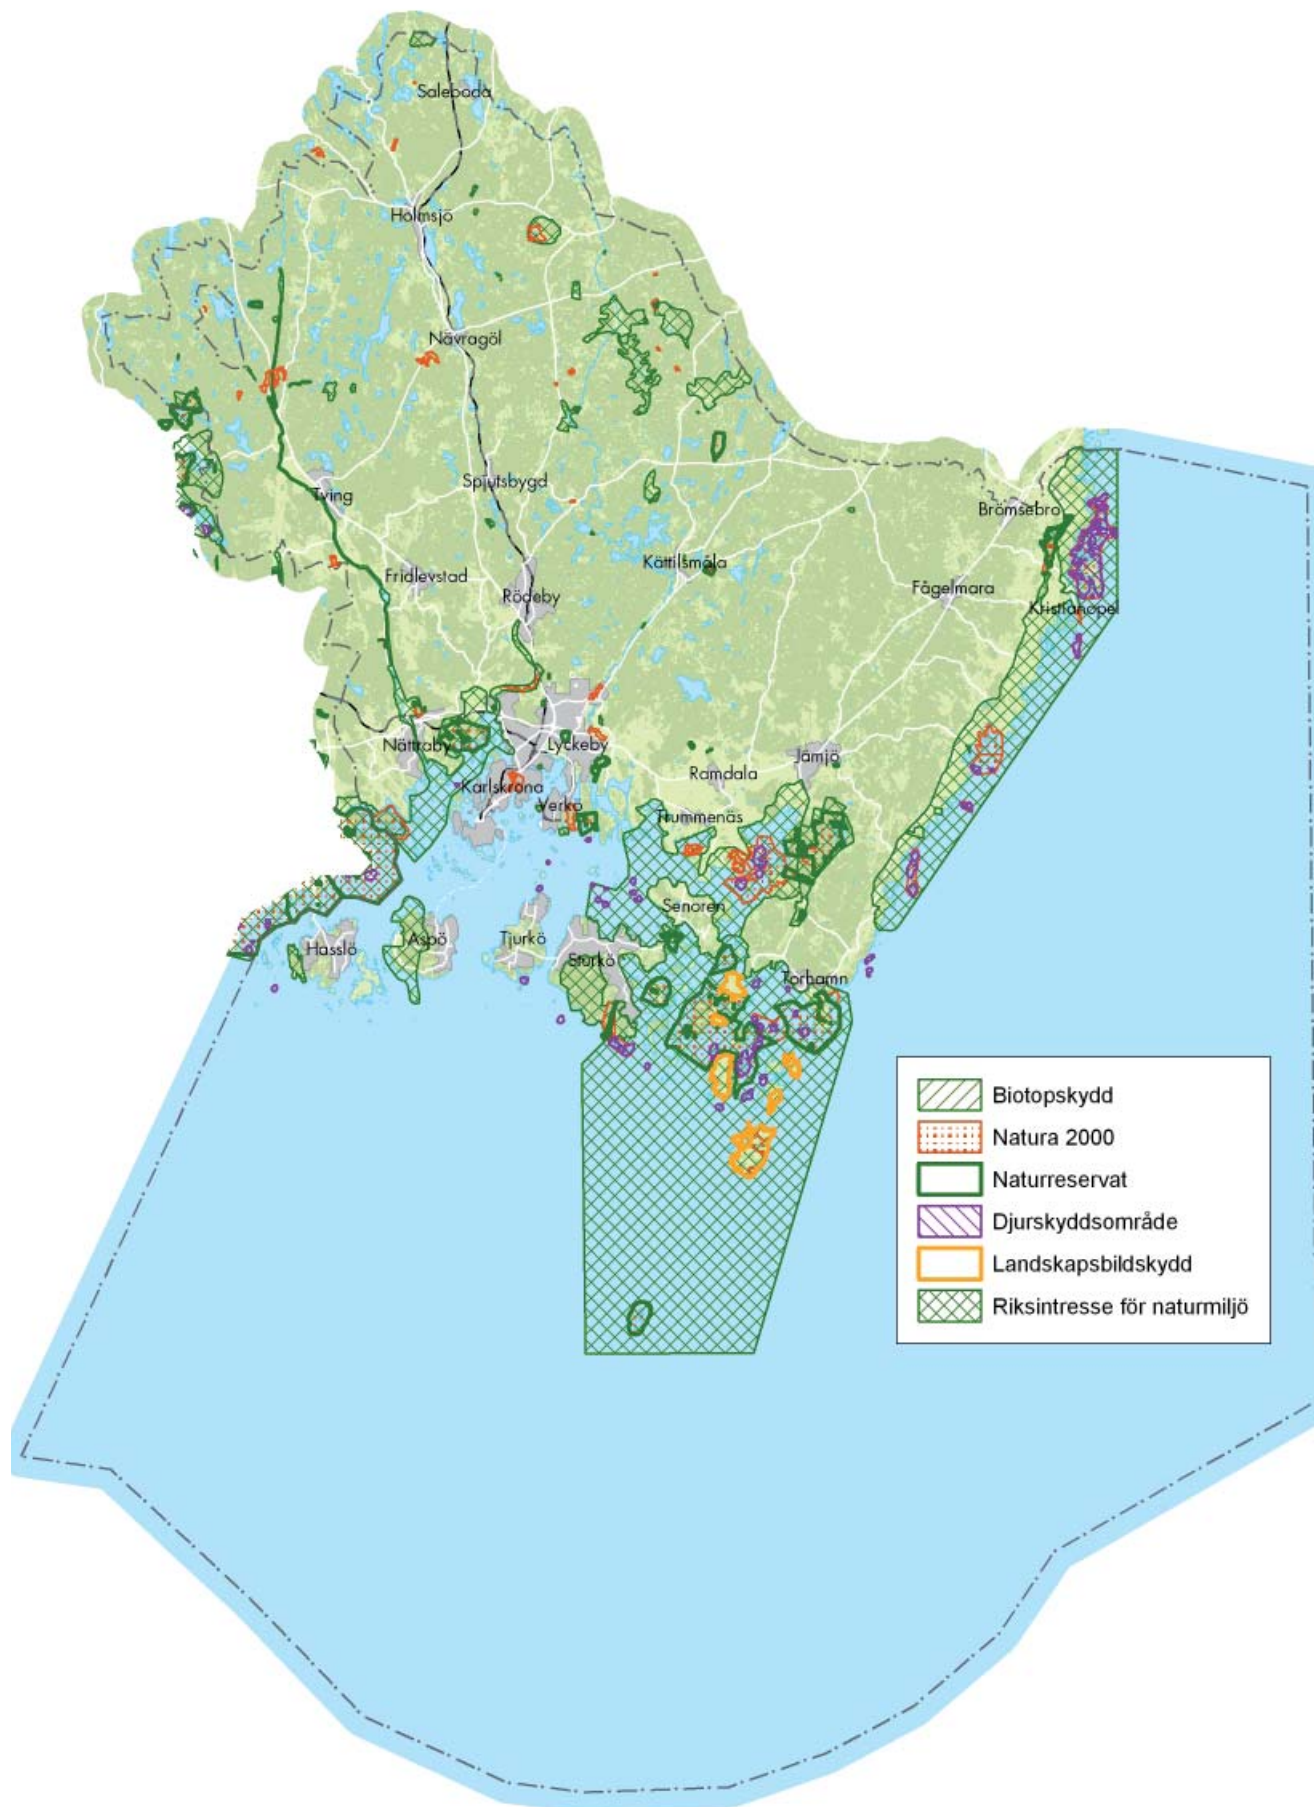 Saleboda
Holmsjö
Nävragöl
Spjutsbygd
Tving
Brömsebro
Kättilsmåla
Fridlevstad
Fågelmara
Rödeby
Kristianopel
Nättraby
Lyckeby
Jämjö
Ramdala
Karlskrona
Verkö
Trummenäs
Senoren
Hasslö
Aspö
Tjurkö
Sturkö
Torhamn
Biotopskydd
Natura 2000
Naturreservat
Djurskyddsområde
Landskapsbildskydd
Riksintresse för naturmiljö